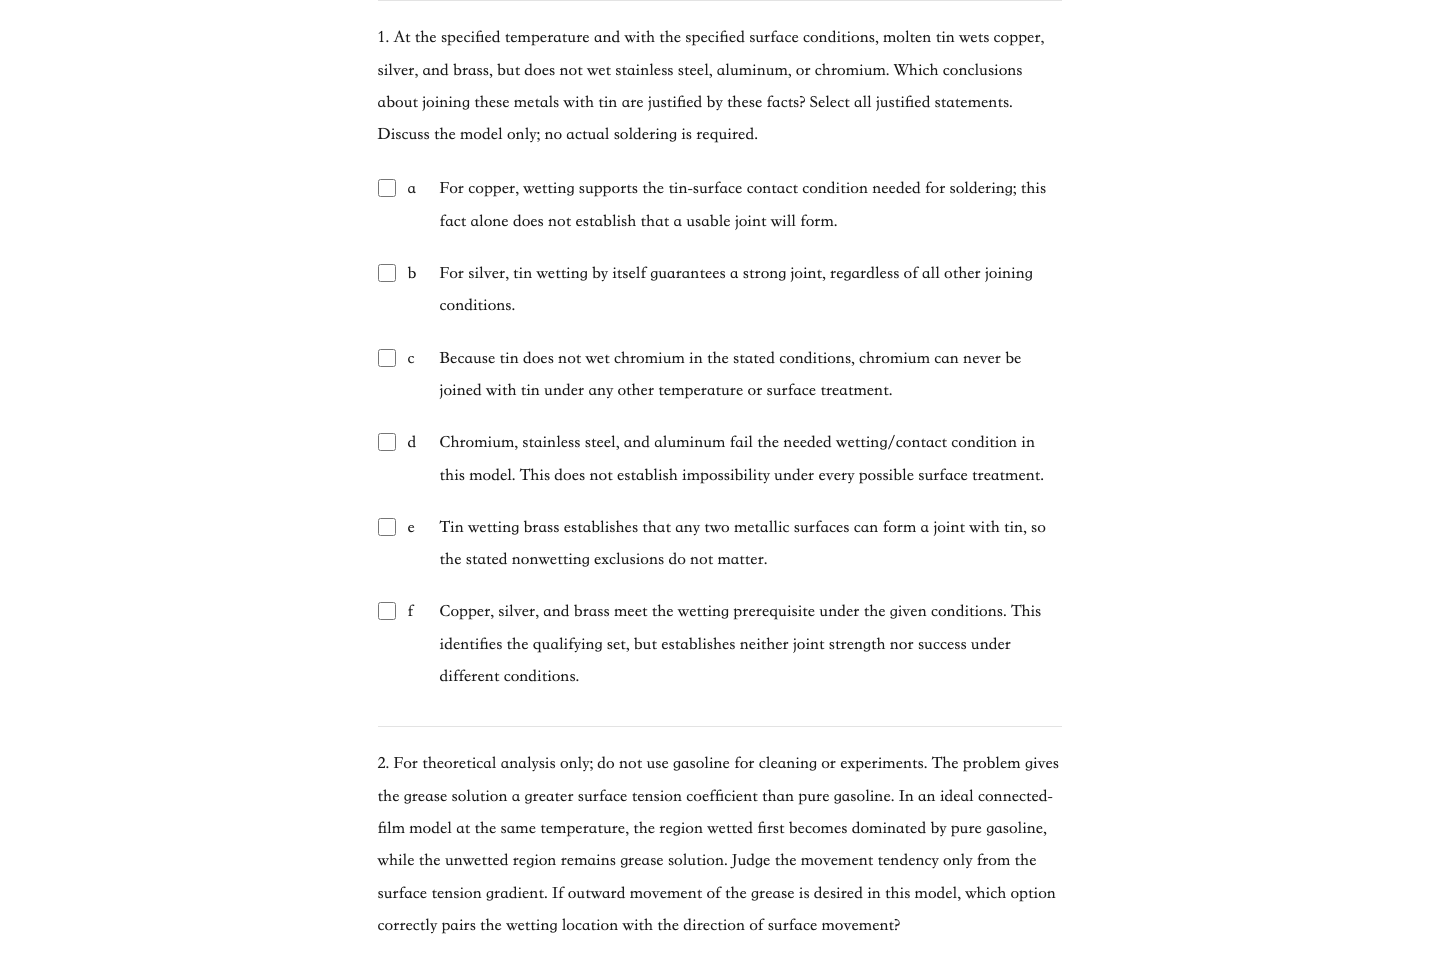 1. At the specified temperature and with the specified surface conditions, molten tin wets copper,
silver, and brass, but does not wet stainless steel, aluminum, or chromium. Which conclusions
about joining these metals with tin are justified by these facts? Select all justified statements.
Discuss the model only; no actual soldering is required.
a For copper, wetting supports the tin-surface contact condition needed for soldering; this
fact alone does not establish that a usable joint will form.
b For silver, tin wetting by itself guarantees a strong joint, regardless of all other joining
conditions.
c Because tin does not wet chromium in the stated conditions, chromium can never be
joined with tin under any other temperature or surface treatment.
d Chromium, stainless steel, and aluminum fail the needed wetting/contact condition in
this model. This does not establish impossibility under every possible surface treatment.
e Tin wetting brass establishes that any two metallic surfaces can form a joint with tin, so
the stated nonwetting exclusions do not matter.
f Copper, silver, and brass meet the wetting prerequisite under the given conditions. This
identifies the qualifying set, but establishes neither joint strength nor success under
different conditions.
2. For theoretical analysis only; do not use gasoline for cleaning or experiments. The problem gives
the grease solution a greater surface tension coefficient than pure gasoline. In an ideal connected-
film model at the same temperature, the region wetted first becomes dominated by pure gasoline,
while the unwetted region remains grease solution. Judge the movement tendency only from the
surface tension gradient. If outward movement of the grease is desired in this model, which option
correctly pairs the wetting location with the direction of surface movement?